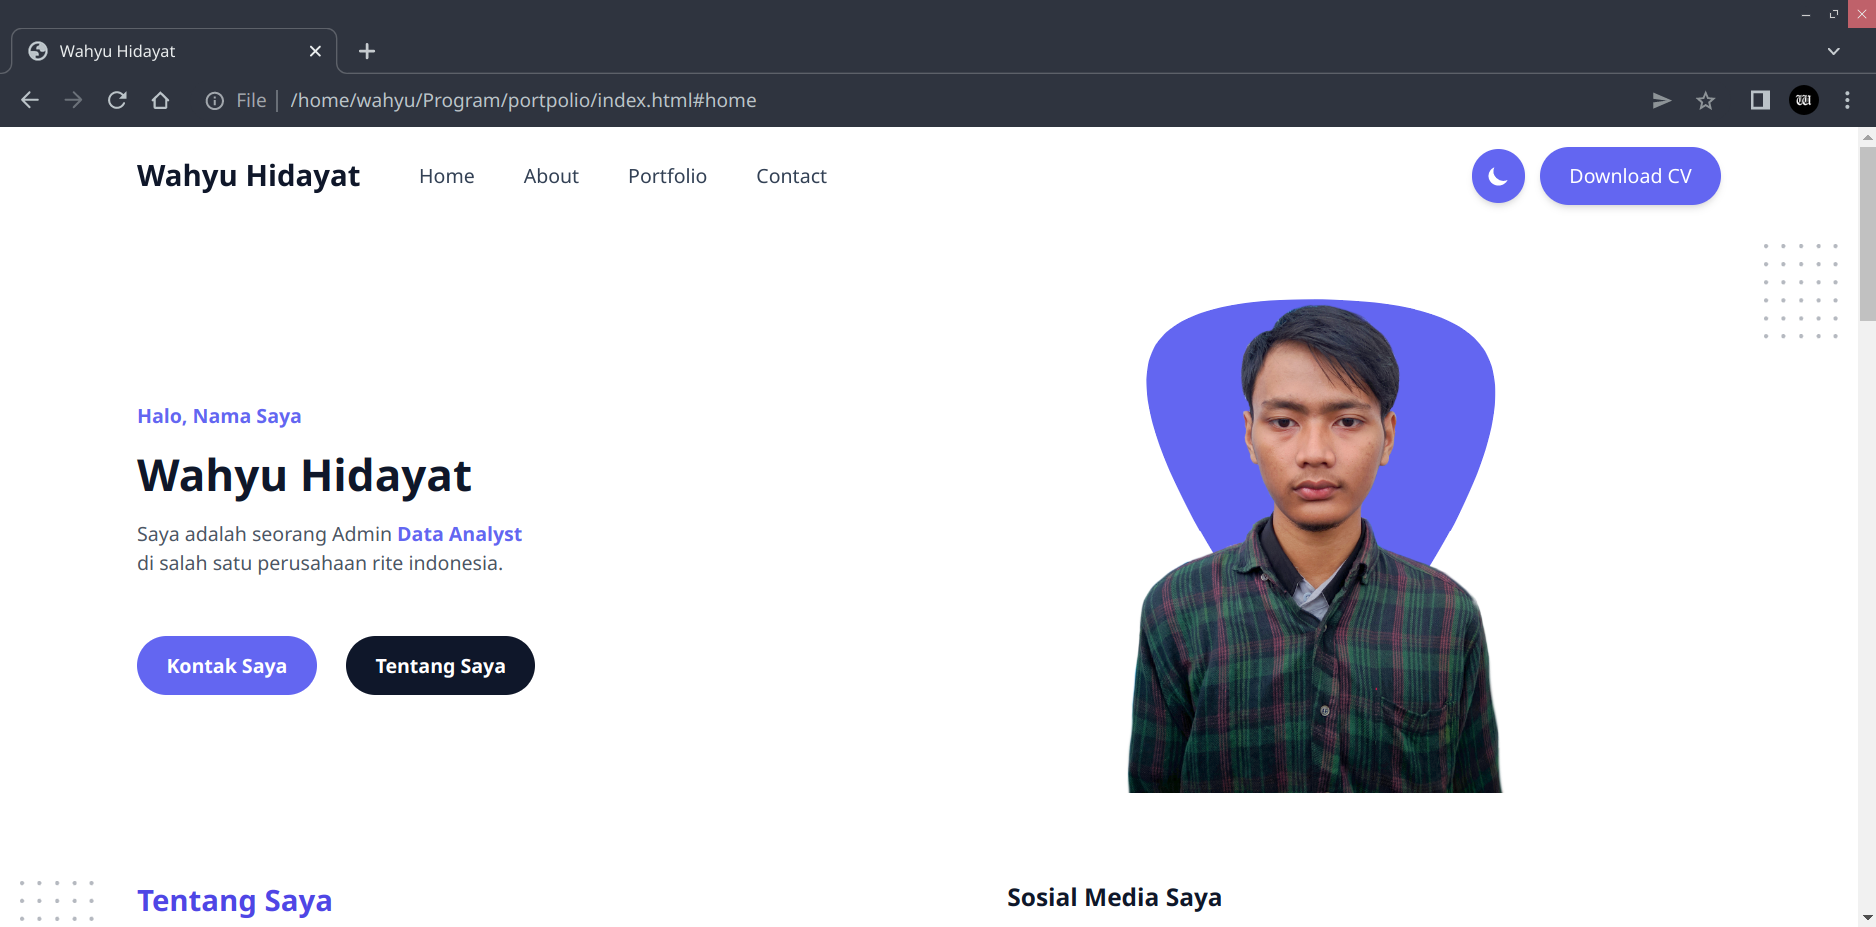 Wahyu Hidayat
File /home/wahyu/Program/portpolio/index.html#home
Wahyu Hidayat Home About Portfolio Contact Download CV
Halo, Nama Saya
Wahyu Hidayat
Saya adalah seorang Admin Data Analyst
di salah satu perusahaan rite indonesia.
Kontak Saya Tentang Saya
Tentang Saya
Sosial Media Saya